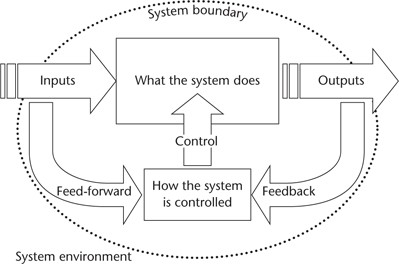 System boundary
Inputs
What the system does
Outputs
Control
Feed-forward
How the system
is controlled
Feedback
System environment